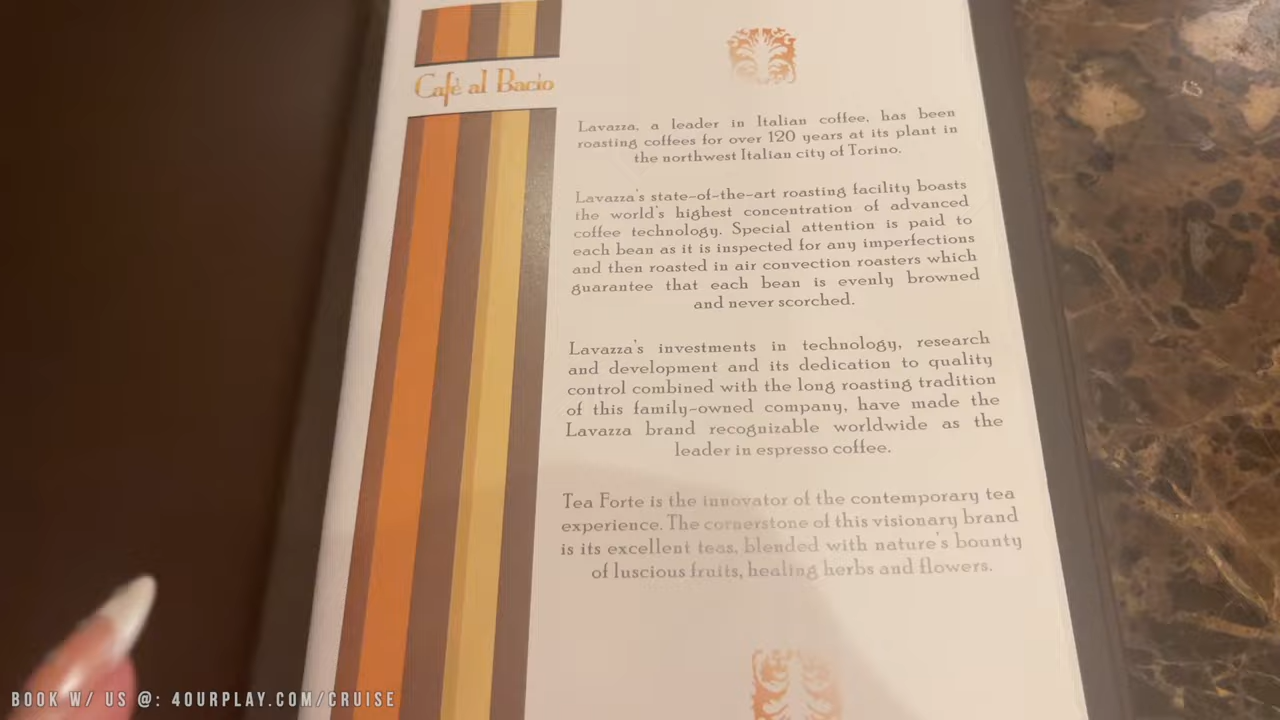 Café al Bacio
Lavazza, a leader in Italian coffee, has been
roasting coffees for over 120 years at its plant in
the northwest Italian city of Torino.
Lavazza's state-of-the-art roasting facility boasts
the world's highest concentration of advanced
coffee technology. Special attention is paid to
each bean as it is inspected for any imperfections
and then roasted in air convection roasters which
guarantee that each bean is evenly browned
and never scorched.
Lavazza's investments in technology, research
and development and its dedication to quality
control combined with the long roasting tradition
of this family-owned company, have made the
Lavazza brand recognizable worldwide as the
leader in espresso coffee.
Tea Forte is the innovator of the contemporary tea
experience. The cornerstone of this visionary brand
is its excellent teas, blended with nature's bounty
of luscious fruits, healing herbs and flowers.
BOOK W/ US @: 4OURPLAY.COM/CRUISE